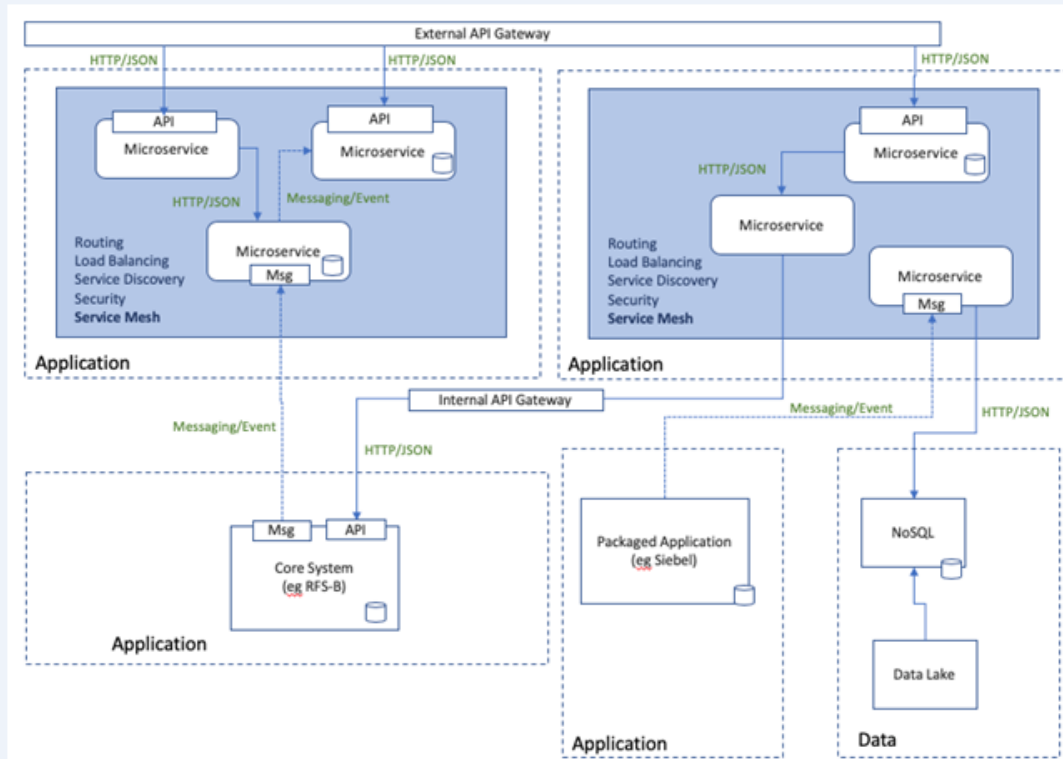 External API Gateway
HTTP/JSON
HTTP/JSON
HTTP/JSON
API
Microservice
API
Microservice
HTTP/JSON
Messaging/Event
Microservice
Msg
Routing
Load Balancing
Service Discovery
Security
Service Mesh
Application
API
Microservice
HTTP/JSON
Microservice
Microservice
Msg
Routing
Load Balancing
Service Discovery
Security
Service Mesh
Application
Internal API Gateway
Messaging/Event
HTTP/JSON
Messaging/Event
HTTP/JSON
Msg
API
Core System
(eg RFS-B)
Application
Packaged Application
(eg Siebel)
Application
NoSQL
Data Lake
Data